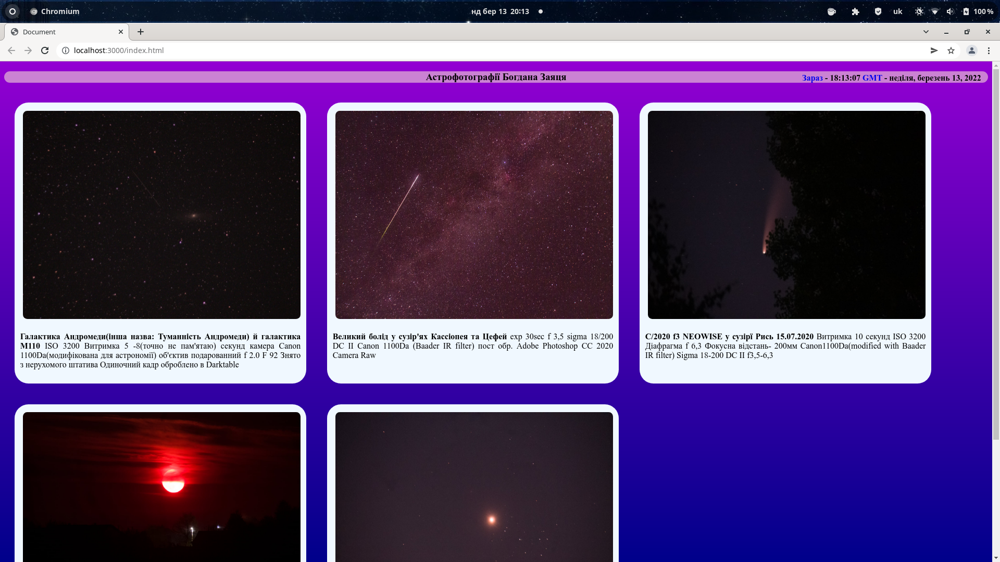 Chromium
нд бер 13 20:13
uk
100 %
Document
localhost:3000/index.html
Астрофотографії Богдана Заяця
Зараз - 18:13:07 GMT - неділя, березень 13, 2022
Галактика Андромеди(інша назва: Туманність Андромеди) й галактика
M110 ISO 3200 Витримка 5 -8(точно не пам'ятаю) секунд камера Canon
1100Da(модифікована для астрономії) об'єктив подарованний f 2.0 F 92 Знято
з нерухомого штатива Одиночний кадр оброблено в Darktable
Великий болід у сузір'ях Кассіопея та Цефей exp 30sec f 3,5 sigma 18/200
DC II Canon 1100Da (Baader IR filter) пост обр. Adobe Photoshop CC 2020
Camera Raw
C/2020 f3 NEOWISE у сузірї Рись 15.07.2020 Витримка 10 секунд ISO 3200
Діафрагма f 6,3 Фокусна відстань- 200мм Canon1100Da(modified with Baader
IR filter) Sigma 18-200 DC II f3,5-6,3